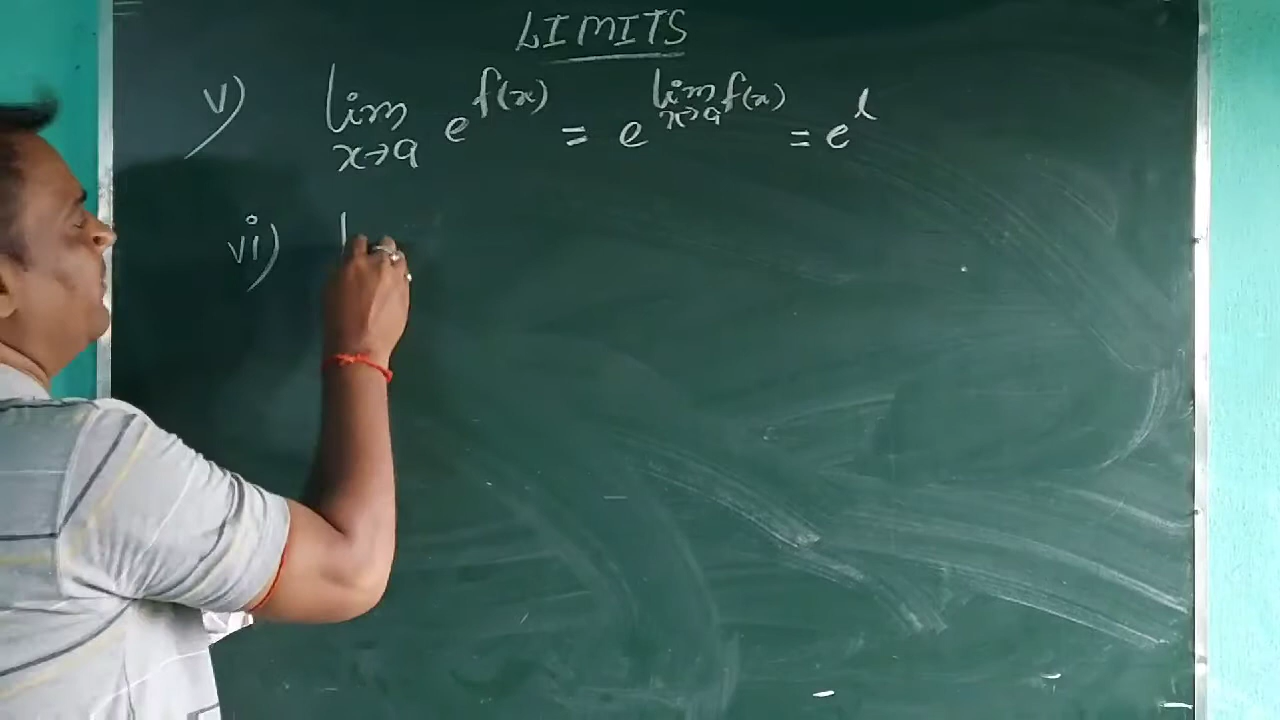 LIMITS
v) lim x→a e^f(x) = e^lim x→a f(x) = e^l
vi) l